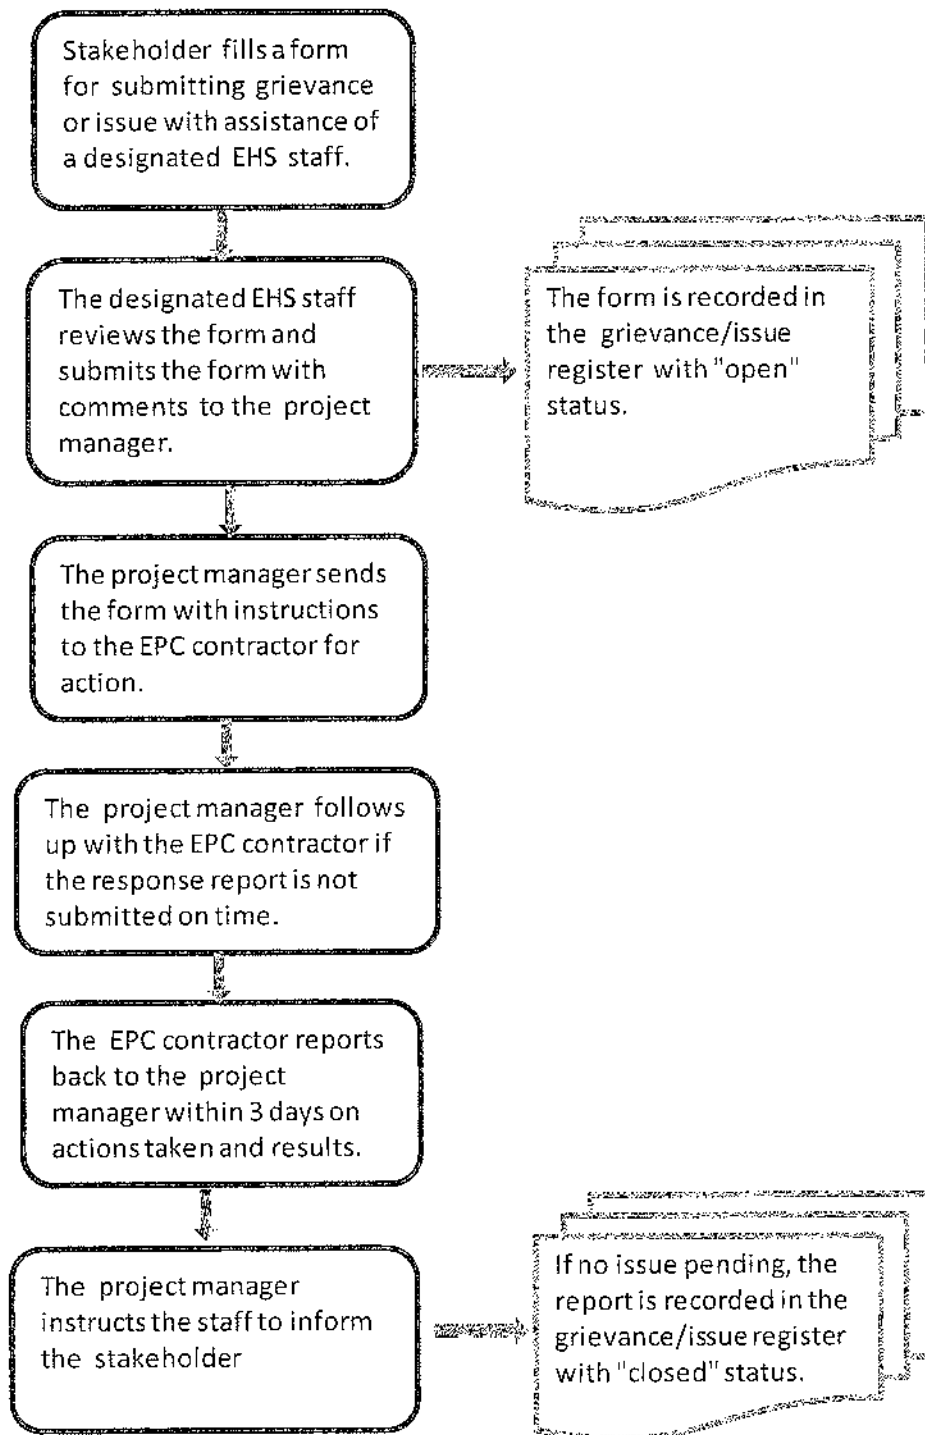 Stakeholder fills a form
for submitting grievance
or issue with assistance of
a designated EHS staff.
The designated EHS staff
reviews the form and
submits the form with
comments to the project
manager.
The form is recorded in
the grievance/issue
register with "open"
status.
The project manager sends
the form with instructions
to the EPC contractor for
action.
The project manager follows
up with the EPC contractor if
the response report is not
submitted on time.
The EPC contractor reports
back to the project
manager within 3 days on
actions taken and results.
The project manager
instructs the staff to inform
the stakeholder
If no issue pending, the
report is recorded in the
grievance/issue register
with "closed" status.